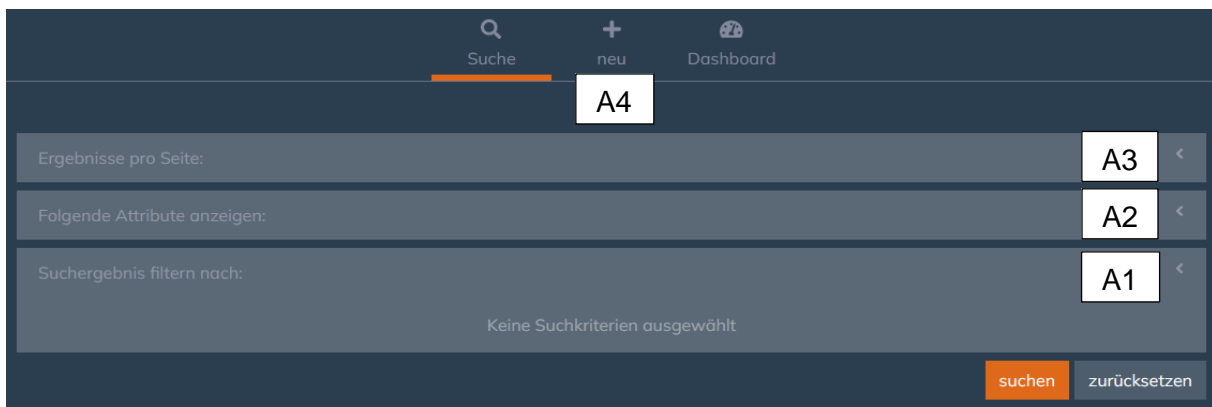 Suche neu Dashboard
A4
Ergebnisse pro Seite: A3
Folgende Attribute anzeigen: A2
Suchergebnis filtern nach: A1
Keine Suchkriterien ausgewählt
suchen zurücksetzen